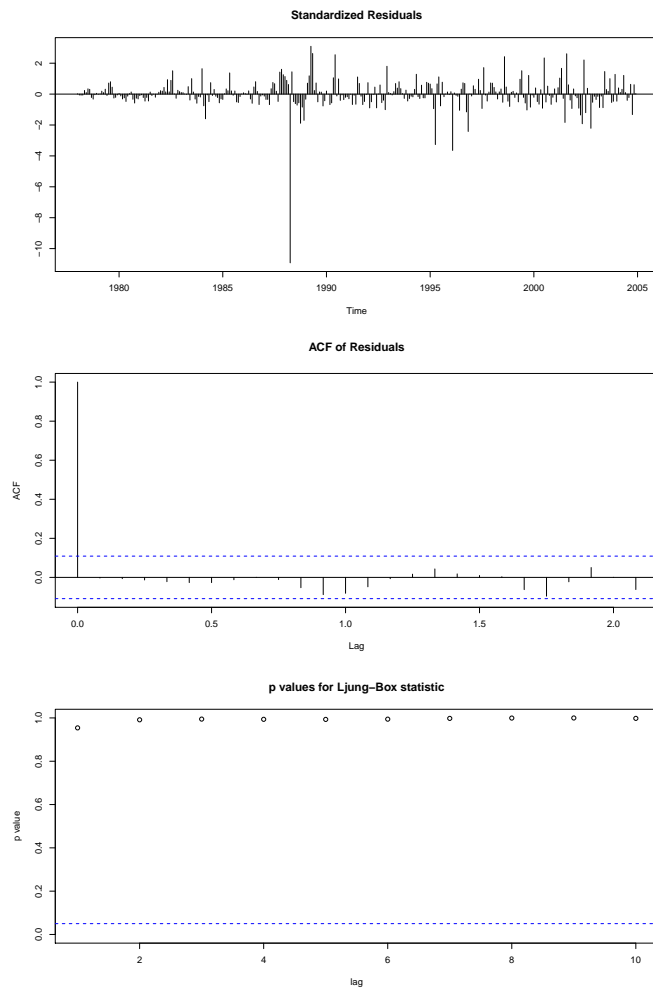 Standardized Residuals
2
0
−2
−4
−6
−8
−10
1980 1985 1990 1995 2000 2005
Time
ACF of Residuals
1.0
0.8
0.6
0.4
0.2
0.0
ACF
0.0 0.5 1.0 1.5 2.0
Lag
p values for Ljung−Box statistic
1.0
0.8
0.6
0.4
0.2
0.0
p value
2 4 6 8 10
lag